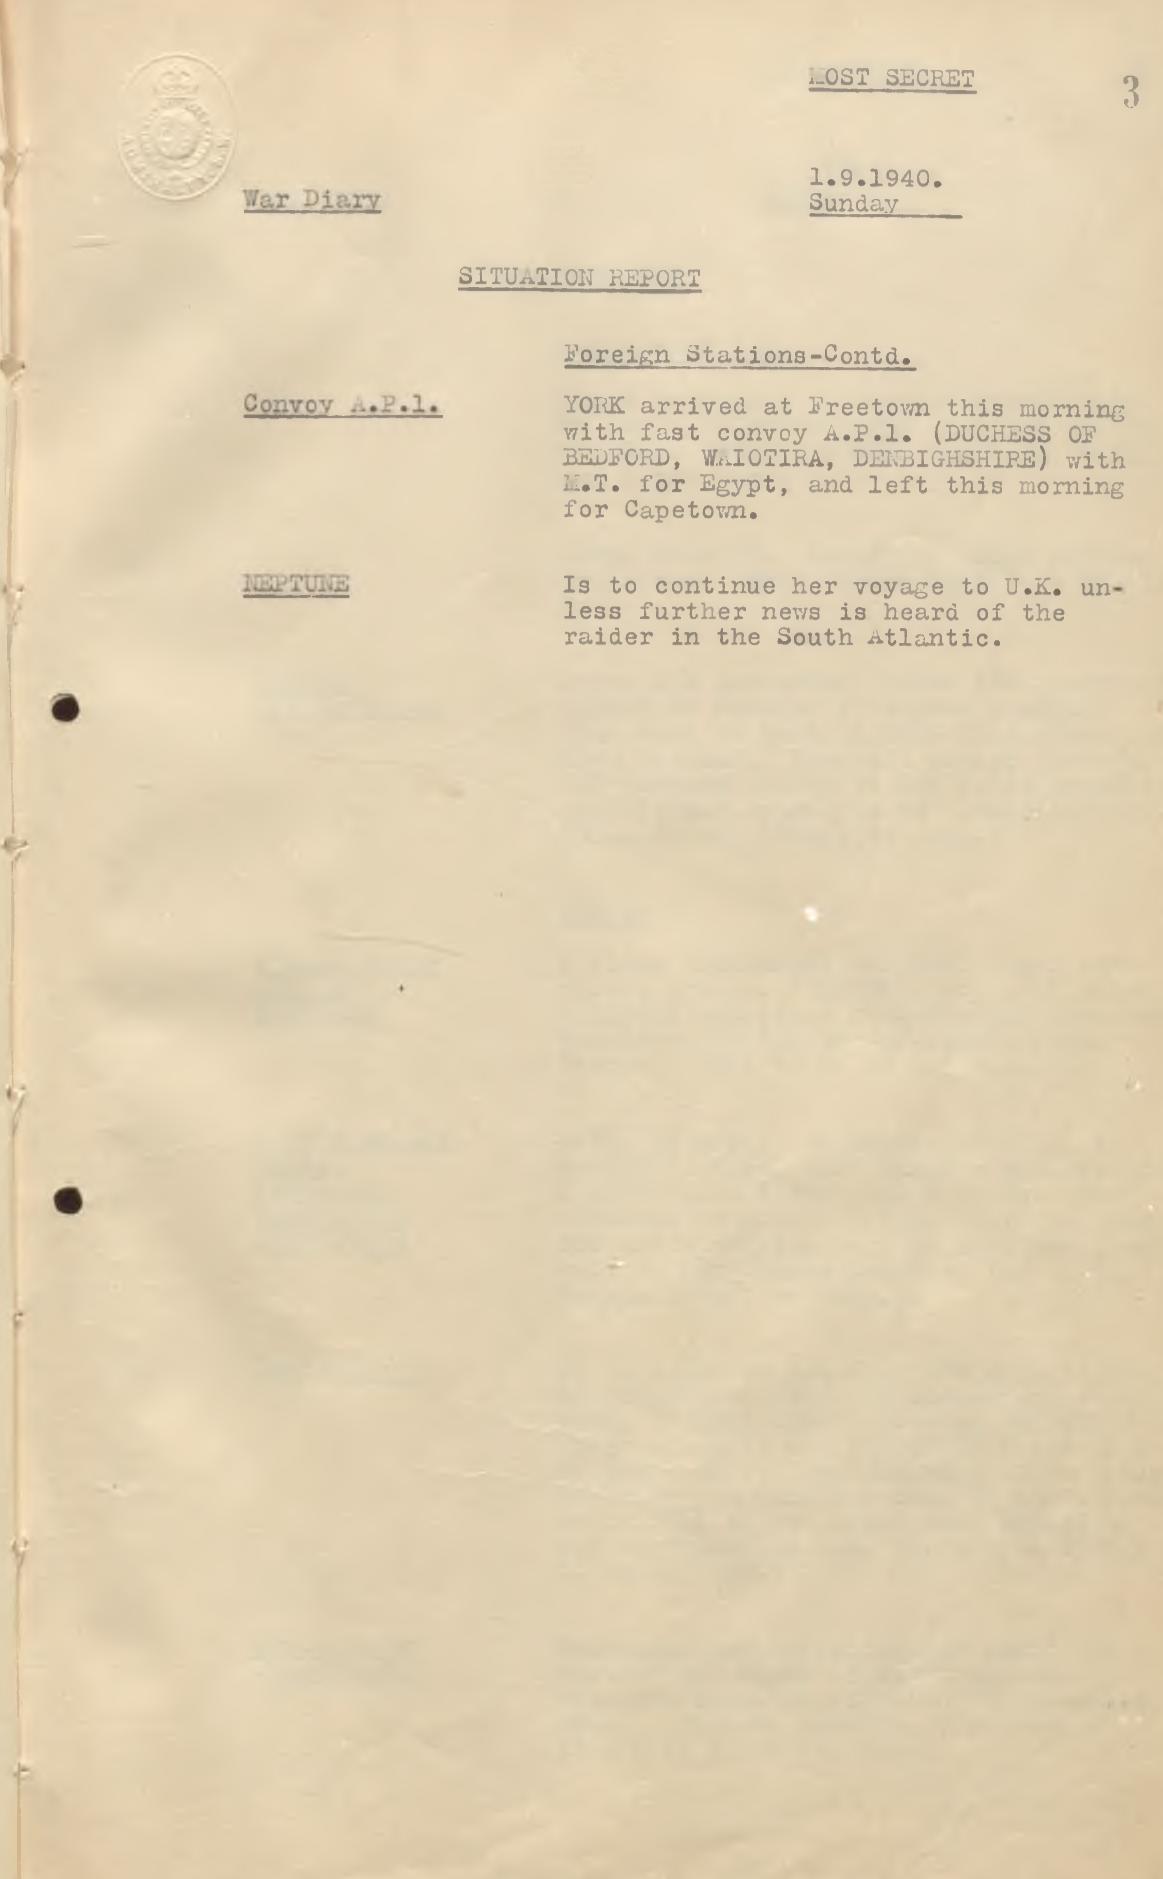 MOST SECRET
3
1.9.1940.
Sunday
War Diary
SITUATION REPORT
Foreign Stations-Contd.
Convoy A.P.1.
YORK arrived at Freetown this morning
with fast convoy A.P.1. (DUCHESS OF
BEDFORD, WAIOTIRA, DENBIGHSHIRE) with
M.T. for Egypt, and left this morning
for Capetown.
NEPTUNE
Is to continue her voyage to U.K. un-
less further news is heard of the
raider in the South Atlantic.